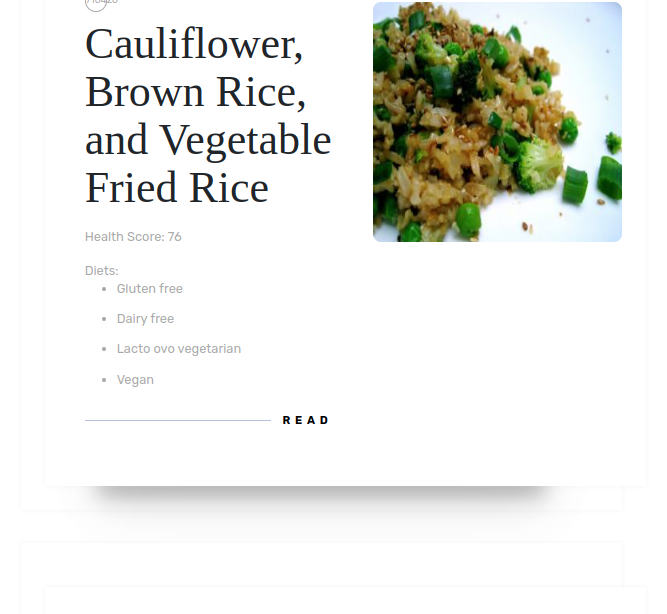 Cauliflower,
Brown Rice,
and Vegetable
Fried Rice
Health Score: 76
Diets:
Gluten free
Dairy free
Lacto ovo vegetarian
Vegan
READ